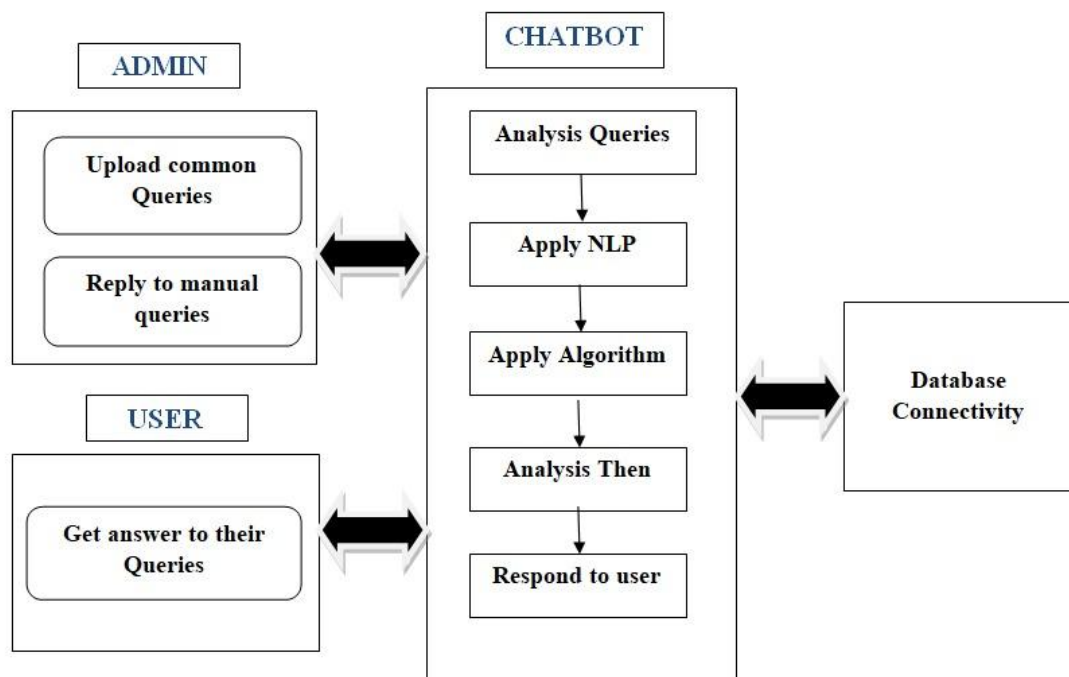 ADMIN
Upload common
Queries
Reply to manual
queries
USER
Get answer to their
Queries
CHATBOT
Analysis Queries
Apply NLP
Apply Algorithm
Analysis Then
Respond to user
Database
Connectivity